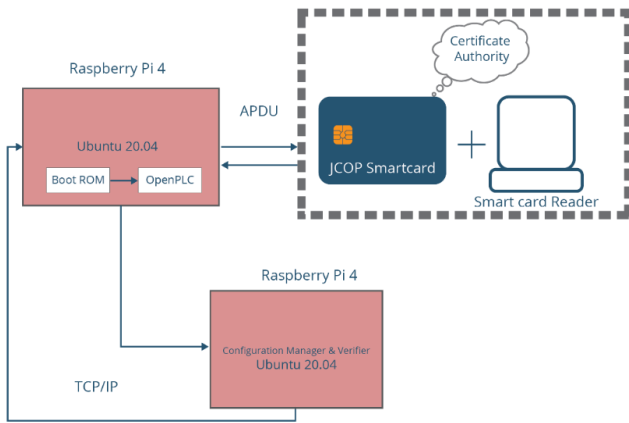 Certificate
Authority
Raspberry Pi 4
APDU
Ubuntu 20.04
Boot ROM
OpenPLC
JCOP Smartcard
Smart card Reader
Raspberry Pi 4
Configuration Manager & Verifier
Ubuntu 20.04
TCP/IP